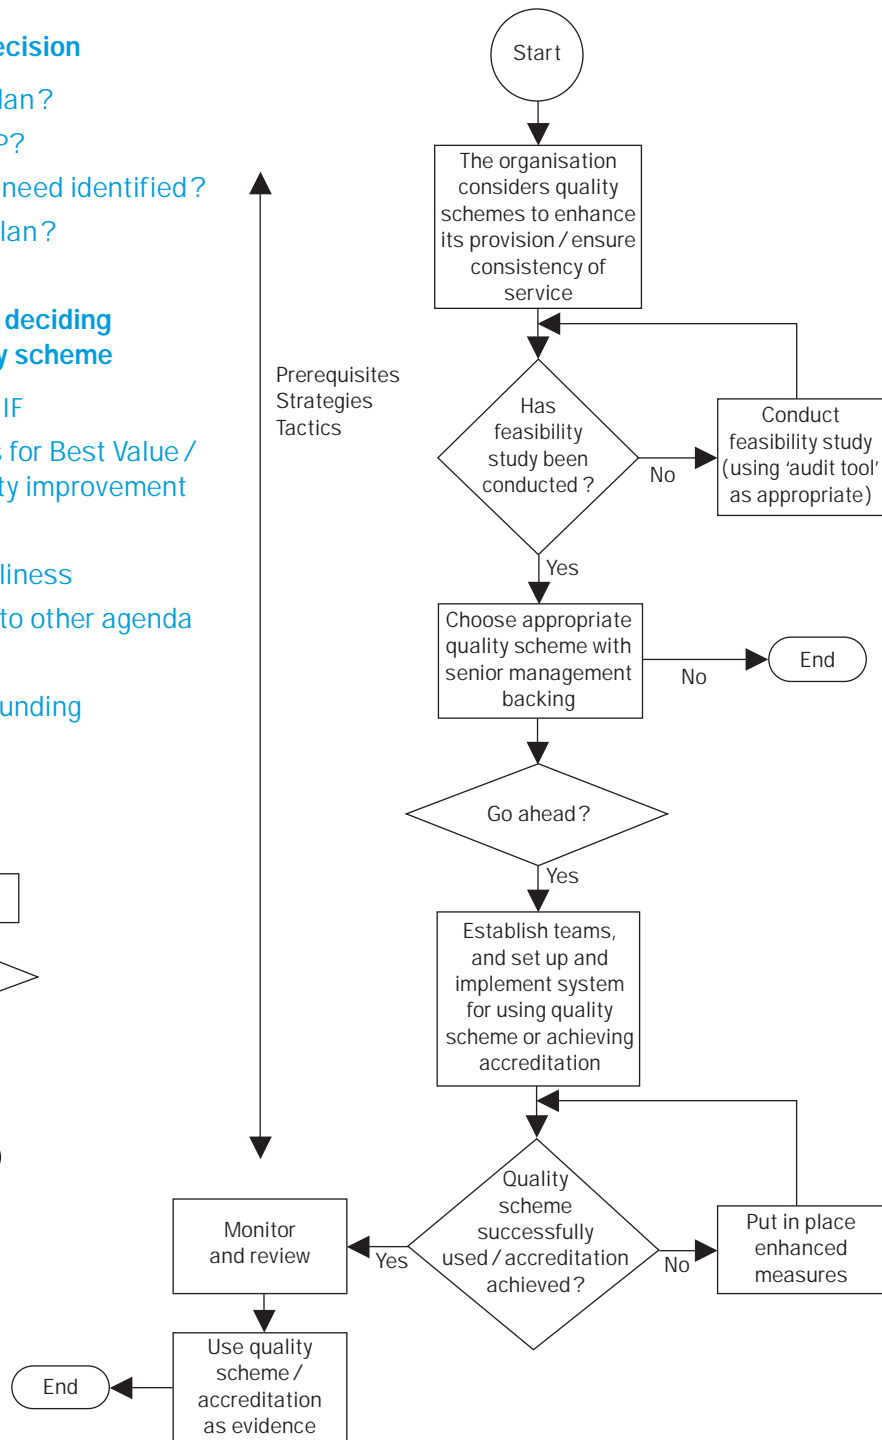 ecision
lan?
P?
need identified?
lan?
deciding
y scheme
IF
s for Best Value /
ty improvement
liness
to other agenda
unding
Prerequisites
Strategies
Tactics
Start
The organisation
considers quality
schemes to enhance
its provision / ensure
consistency of
service
Has
feasibility
study been
conducted?
No
Conduct
feasibility study
(using ‘audit tool’
as appropriate)
Yes
Choose appropriate
quality scheme with
senior management
backing
No
End
Go ahead?
Yes
Establish teams,
and set up and
implement system
for using quality
scheme or achieving
accreditation
Quality
scheme
successfully
used / accreditation
achieved?
No
Put in place
enhanced
measures
Yes
Monitor
and review
Use quality
scheme /
accreditation
as evidence
End